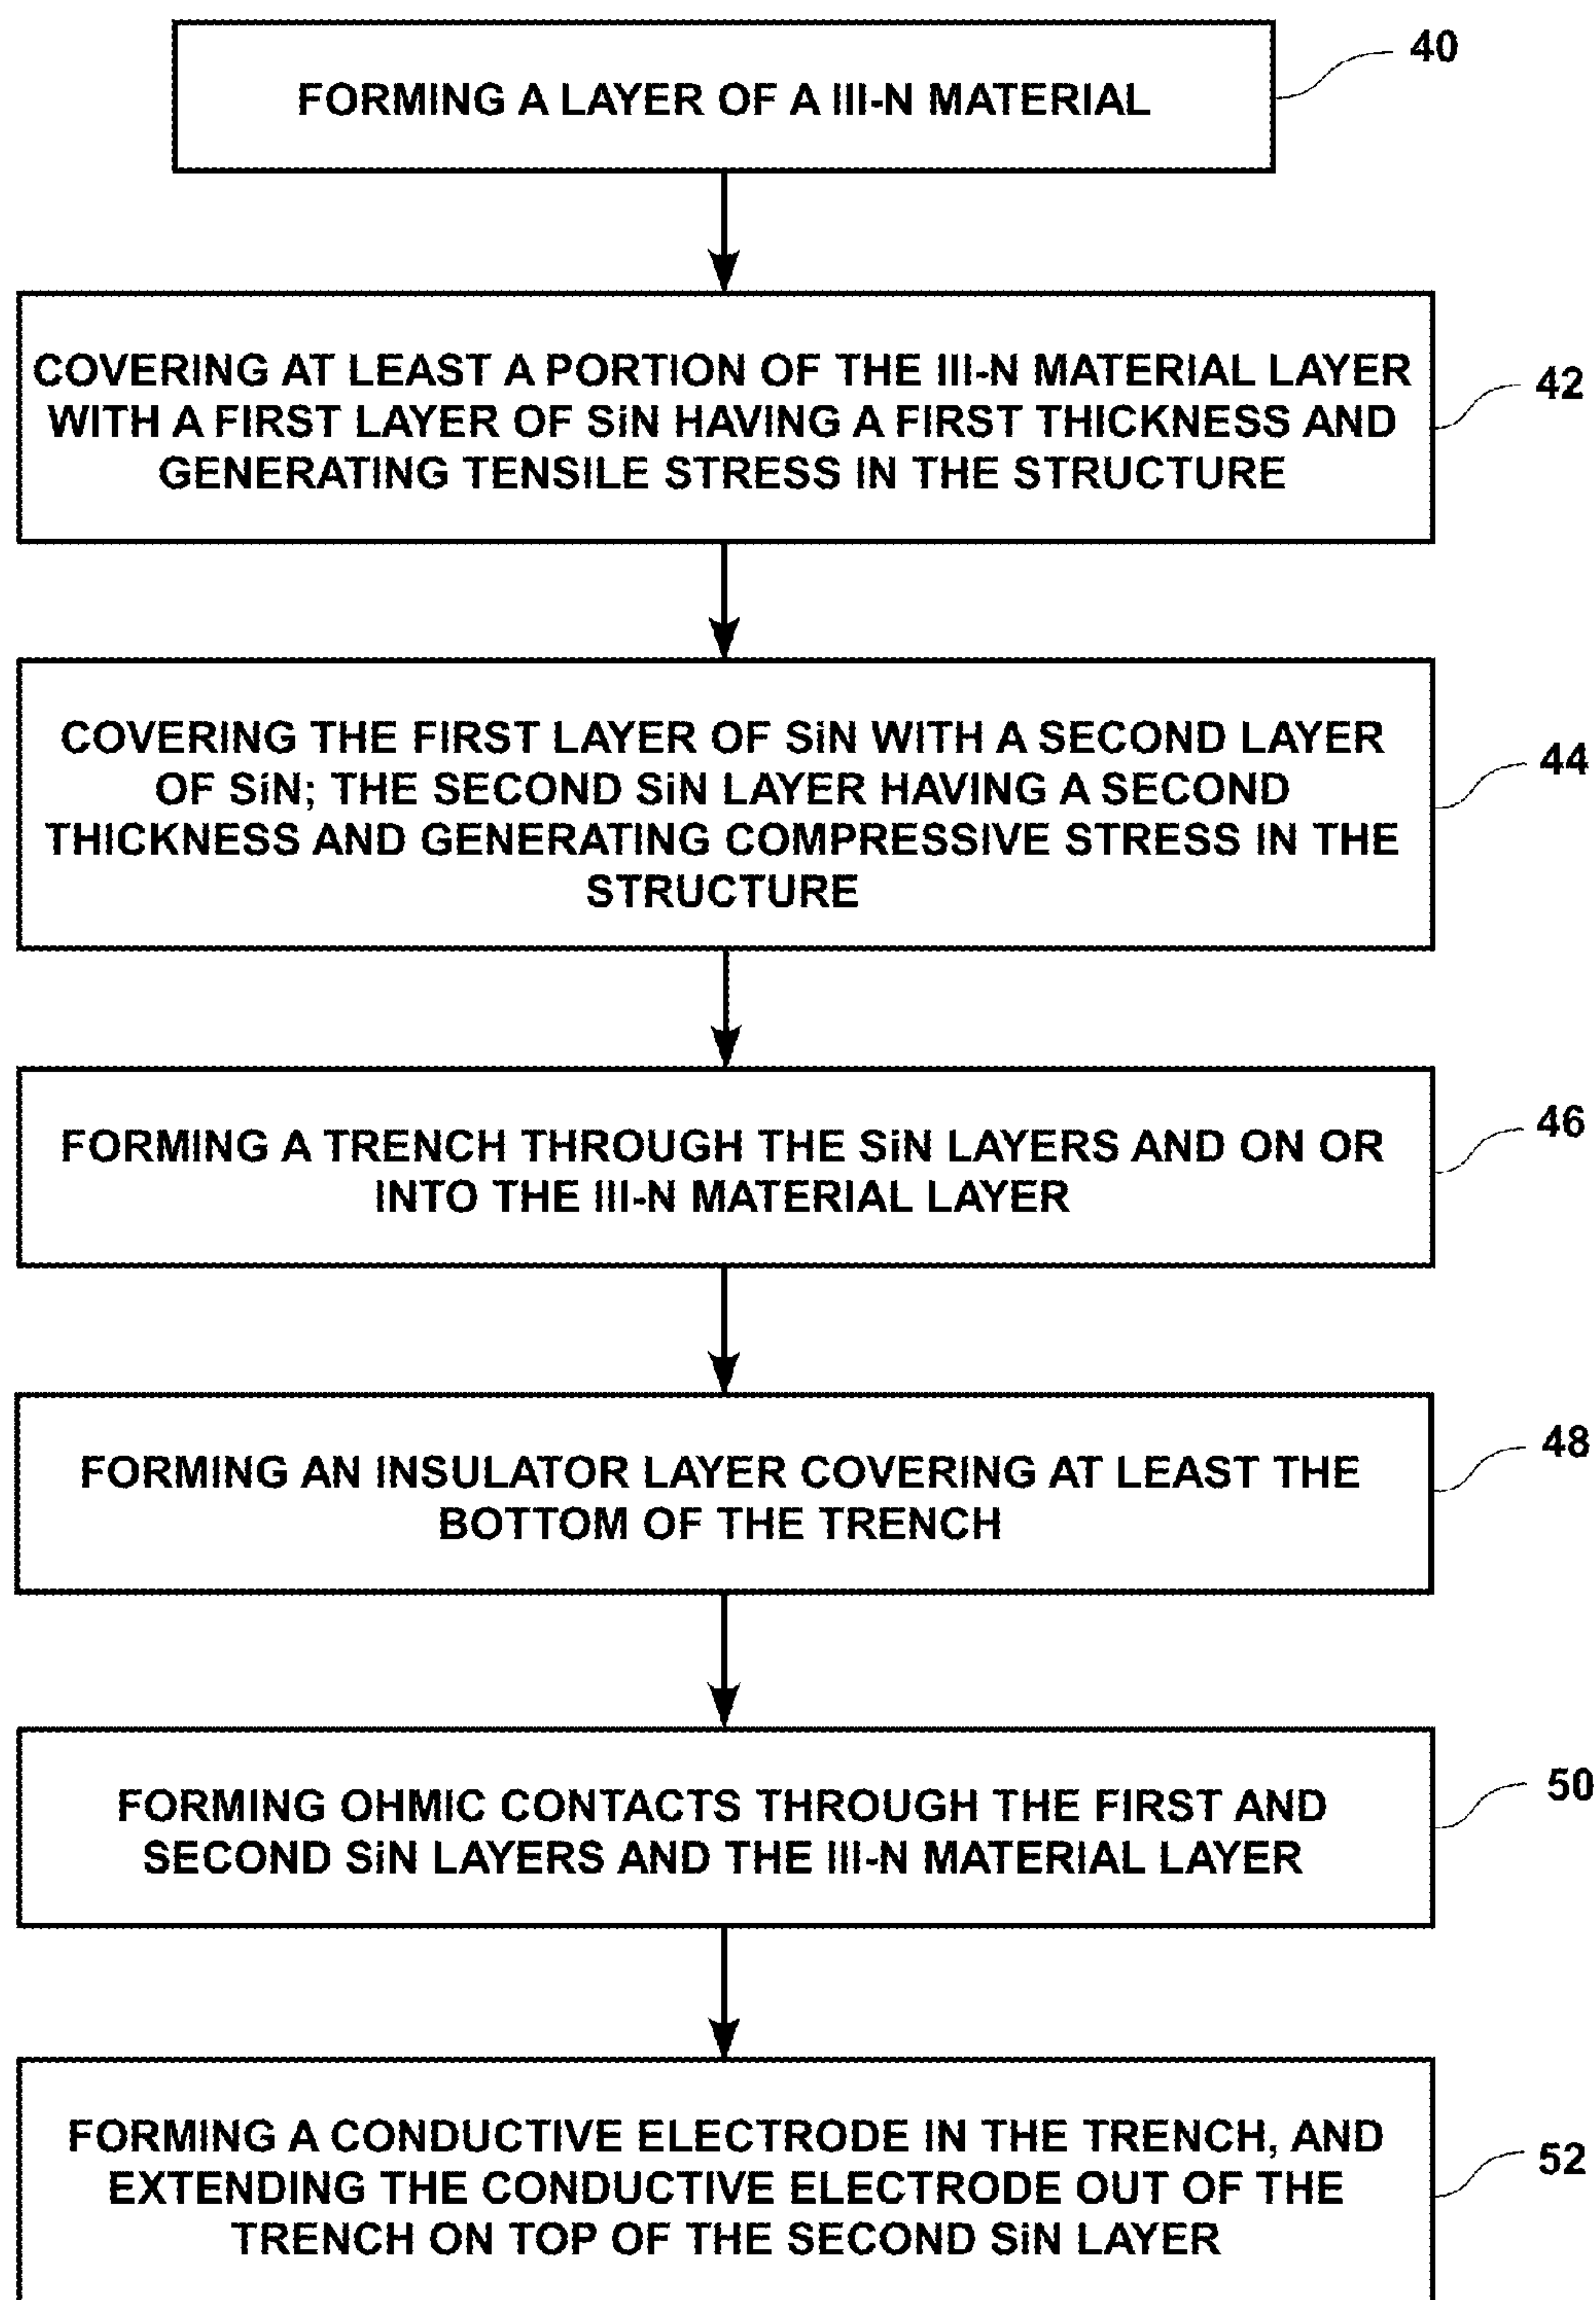 FORMING A LAYER OF A III-N MATERIAL
40
COVERING AT LEAST A PORTION OF THE III-N MATERIAL LAYER
WITH A FIRST LAYER OF SiN HAVING A FIRST THICKNESS AND
GENERATING TENSILE STRESS IN THE STRUCTURE
42
COVERING THE FIRST LAYER OF SiN WITH A SECOND LAYER
OF SiN; THE SECOND SiN LAYER HAVING A SECOND
THICKNESS AND GENERATING COMPRESSIVE STRESS IN THE
STRUCTURE
44
FORMING A TRENCH THROUGH THE SiN LAYERS AND ON OR
INTO THE III-N MATERIAL LAYER
46
FORMING AN INSULATOR LAYER COVERING AT LEAST THE
BOTTOM OF THE TRENCH
48
FORMING OHMIC CONTACTS THROUGH THE FIRST AND
SECOND SiN LAYERS AND THE III-N MATERIAL LAYER
50
FORMING A CONDUCTIVE ELECTRODE IN THE TRENCH, AND
EXTENDING THE CONDUCTIVE ELECTRODE OUT OF THE
TRENCH ON TOP OF THE SECOND SiN LAYER
52